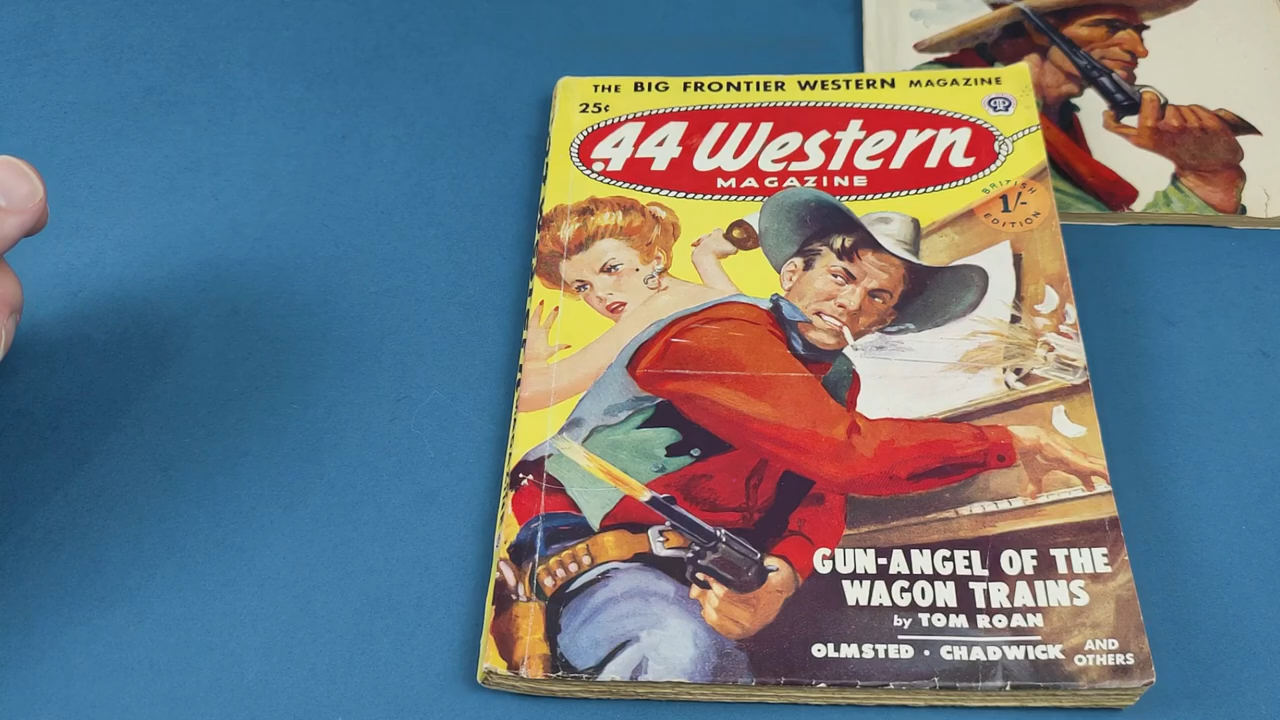 THE BIG FRONTIER WESTERN MAGAZINE
25¢
.44 Western
MAGAZINE
BRITISH
1/-
EDITION
GUN-ANGEL OF THE
WAGON TRAINS
by TOM ROAN
OLMSTED · CHADWICK AND
OTHERS